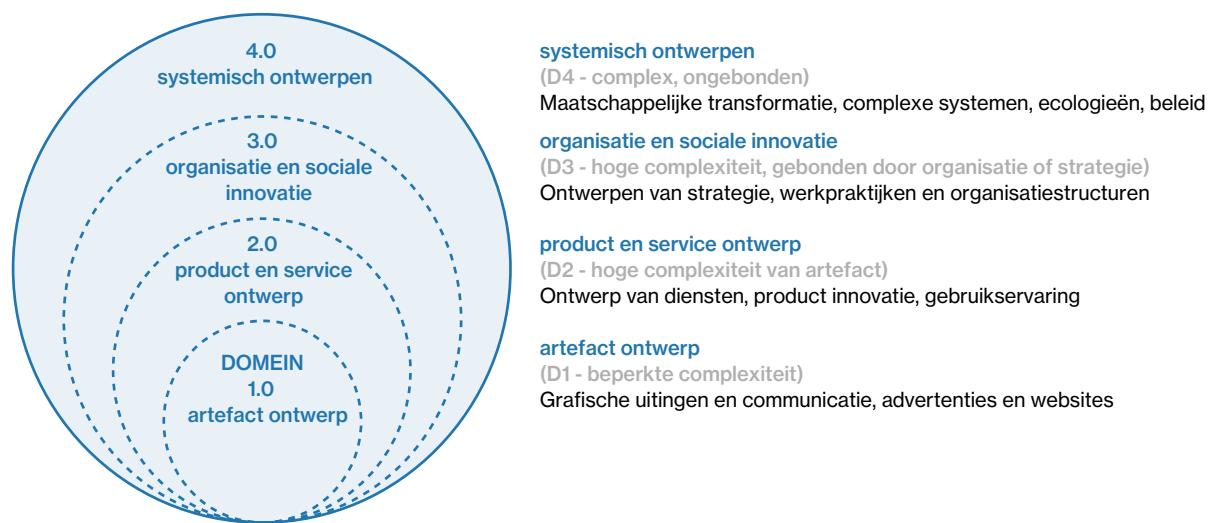 4.0
systemisch ontwerpen
3.0
organisatie en sociale
innovatie
2.0
product en service
ontwerp
DOMEIN
1.0
artefact ontwerp
systemisch ontwerpen
(D4 - complex, ongebonden)
Maatschappelijke transformatie, complexe systemen, ecologieën, beleid
organisatie en sociale innovatie
(D3 - hoge complexiteit, gebonden door organisatie of strategie)
Ontwerpen van strategie, werkpraktijken en organisatiestructuren
product en service ontwerp
(D2 - hoge complexiteit van artefact)
Ontwerp van diensten, product innovatie, gebruikservaring
artefact ontwerp
(D1 - beperkte complexiteit)
Grafische uitingen en communicatie, advertenties en websites